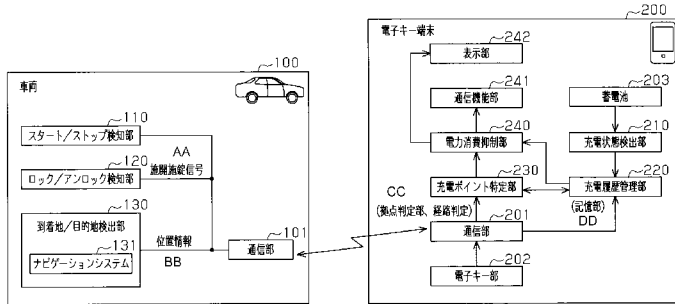 100
車両
110
スタート/ストップ検知部
AA
施開施錠信号
120
ロック/アンロック検知部
130
到着地/目的地検出部
131
ナビゲーションシステム
位置情報
BB
101
通信部
200
電子キー端末
242
表示部
241
通信機能部
203
蓄電池
240
電力消費抑制部
210
充電状態検出部
230
充電ポイント特定部
220
充電履歴管理部
CC
(拠点判定部、経路判定)
(記憶部)
DD
201
通信部
202
電子キー部